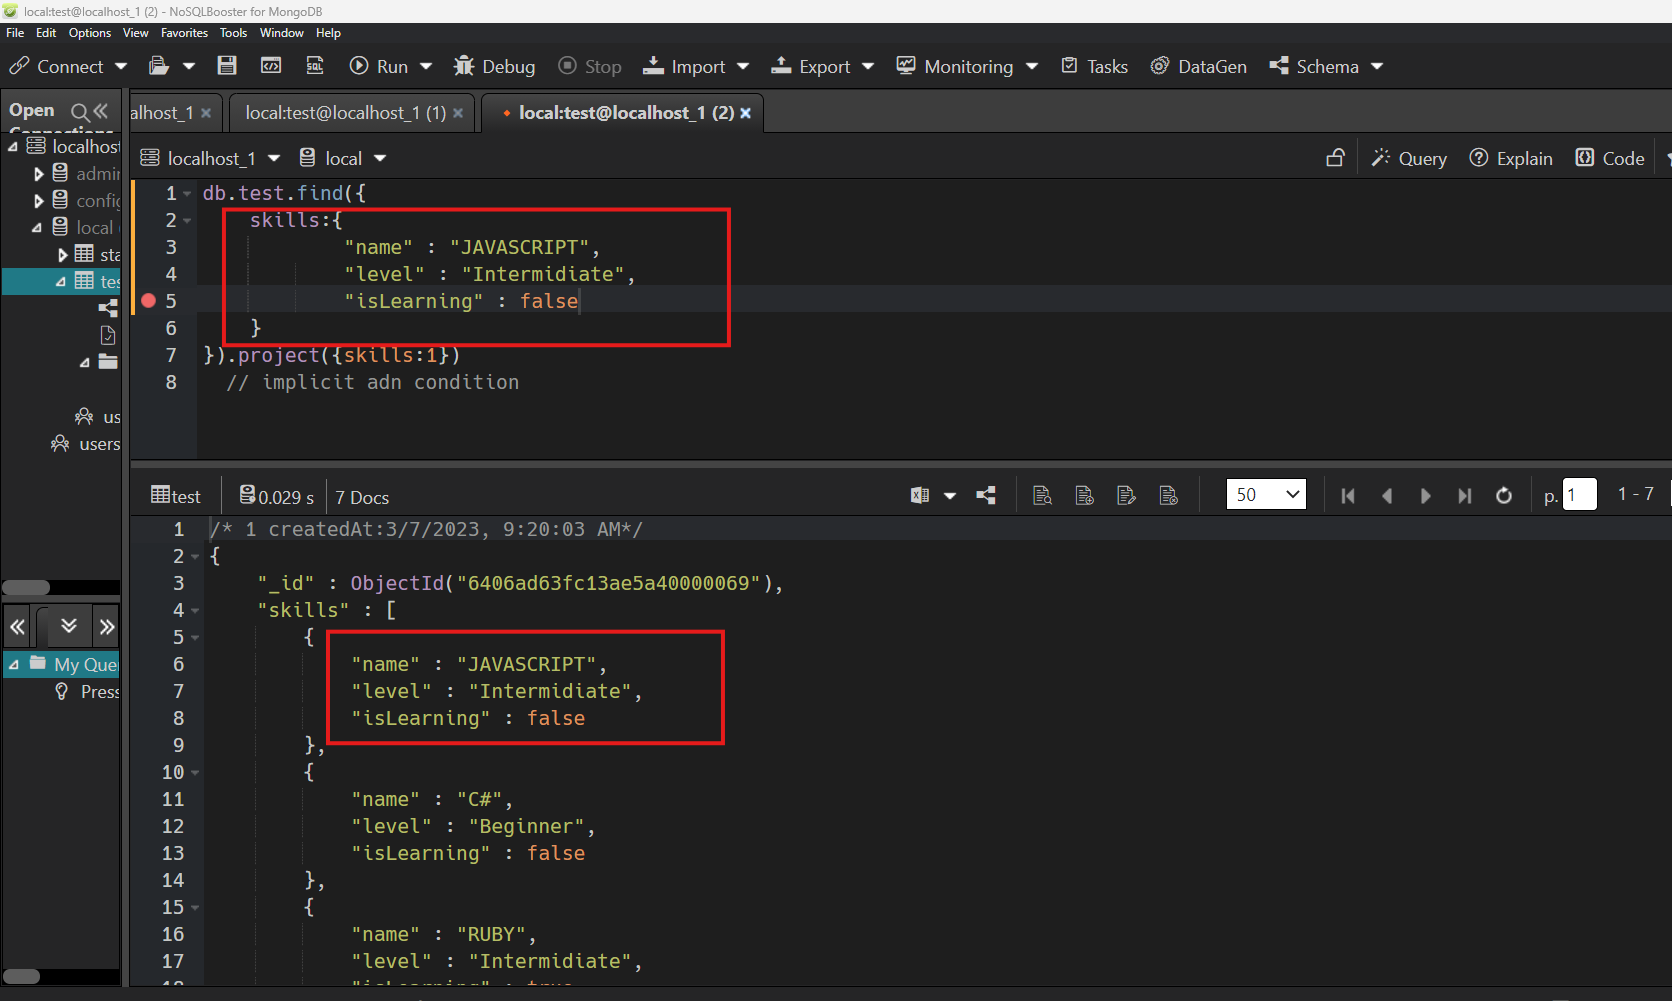 local:test@localhost_1 (2) - NoSQLBooster for MongoDB
File Edit Options View Favorites Tools Window Help
Connect Run Debug Stop Import Export Monitoring Tasks DataGen Schema
Open
Connections
alhost_1 × local:test@localhost_1 (1) × local:test@localhost_1 (2) ×
localhost
admin
config
local
sta
tes
us
users
localhost_1 local Query Explain Code
1 db.test.find({
2 skills:{
3 "name" : "JAVASCRIPT",
4 "level" : "Intermidiate",
5 "isLearning" : false
6 }
7 }).project({skills:1})
8 // implicit adn condition
test 0.029 s 7 Docs 50 p. 1 1 - 7
1 /* 1 createdAt:3/7/2023, 9:20:03 AM*/
2 {
3 "_id" : ObjectId("6406ad63fc13ae5a40000069"),
4 "skills" : [
5 {
6 "name" : "JAVASCRIPT",
7 "level" : "Intermidiate",
8 "isLearning" : false
9 },
10 {
11 "name" : "C#",
12 "level" : "Beginner",
13 "isLearning" : false
14 },
15 {
16 "name" : "RUBY",
17 "level" : "Intermidiate",
18 "isLearning" : true
My Que
Press